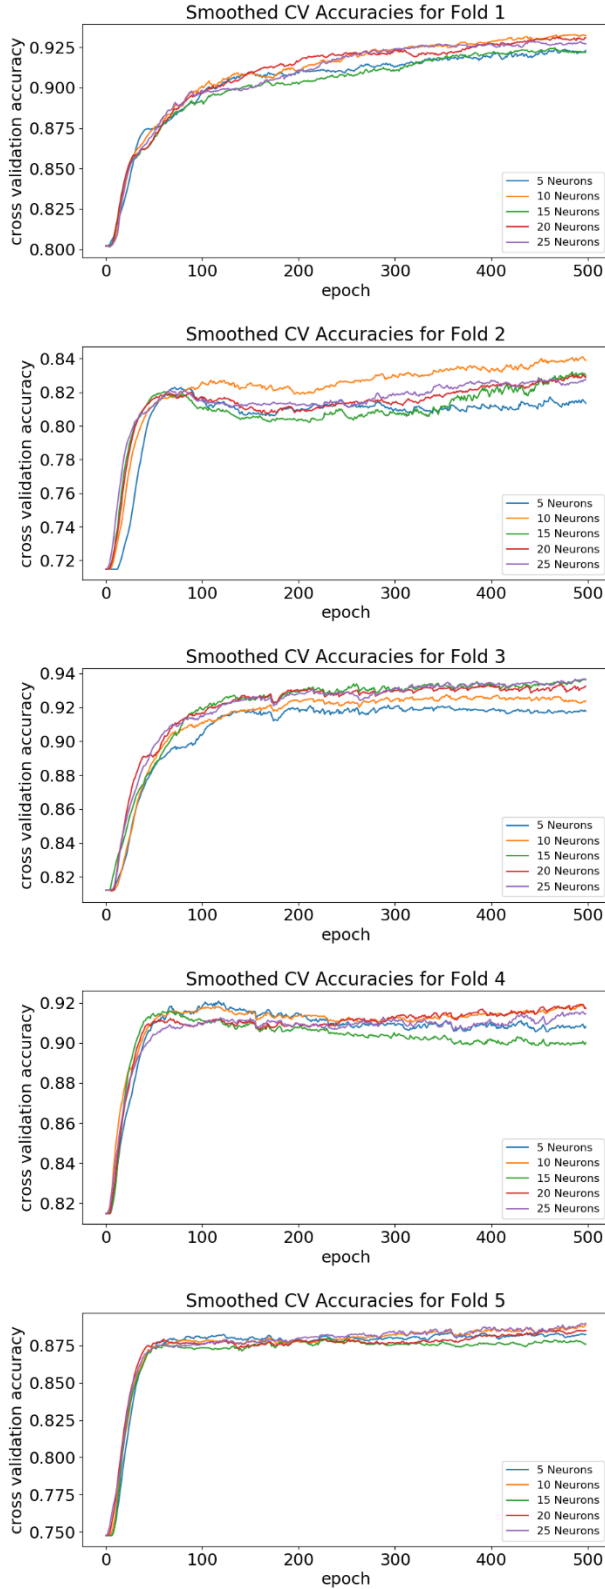 Smoothed CV Accuracies for Fold 1
cross validation accuracy
0.925
0.900
0.875
0.850
0.825
0.800
5 Neurons
10 Neurons
15 Neurons
20 Neurons
25 Neurons
0 100 200 300 400 500
epoch
Smoothed CV Accuracies for Fold 2
cross validation accuracy
0.84
0.82
0.80
0.78
0.76
0.74
0.72
5 Neurons
10 Neurons
15 Neurons
20 Neurons
25 Neurons
0 100 200 300 400 500
epoch
Smoothed CV Accuracies for Fold 3
cross validation accuracy
0.94
0.92
0.90
0.88
0.86
0.84
0.82
5 Neurons
10 Neurons
15 Neurons
20 Neurons
25 Neurons
0 100 200 300 400 500
epoch
Smoothed CV Accuracies for Fold 4
cross validation accuracy
0.92
0.90
0.88
0.86
0.84
0.82
5 Neurons
10 Neurons
15 Neurons
20 Neurons
25 Neurons
0 100 200 300 400 500
epoch
Smoothed CV Accuracies for Fold 5
cross validation accuracy
0.875
0.850
0.825
0.800
0.775
0.750
5 Neurons
10 Neurons
15 Neurons
20 Neurons
25 Neurons
0 100 200 300 400 500
epoch